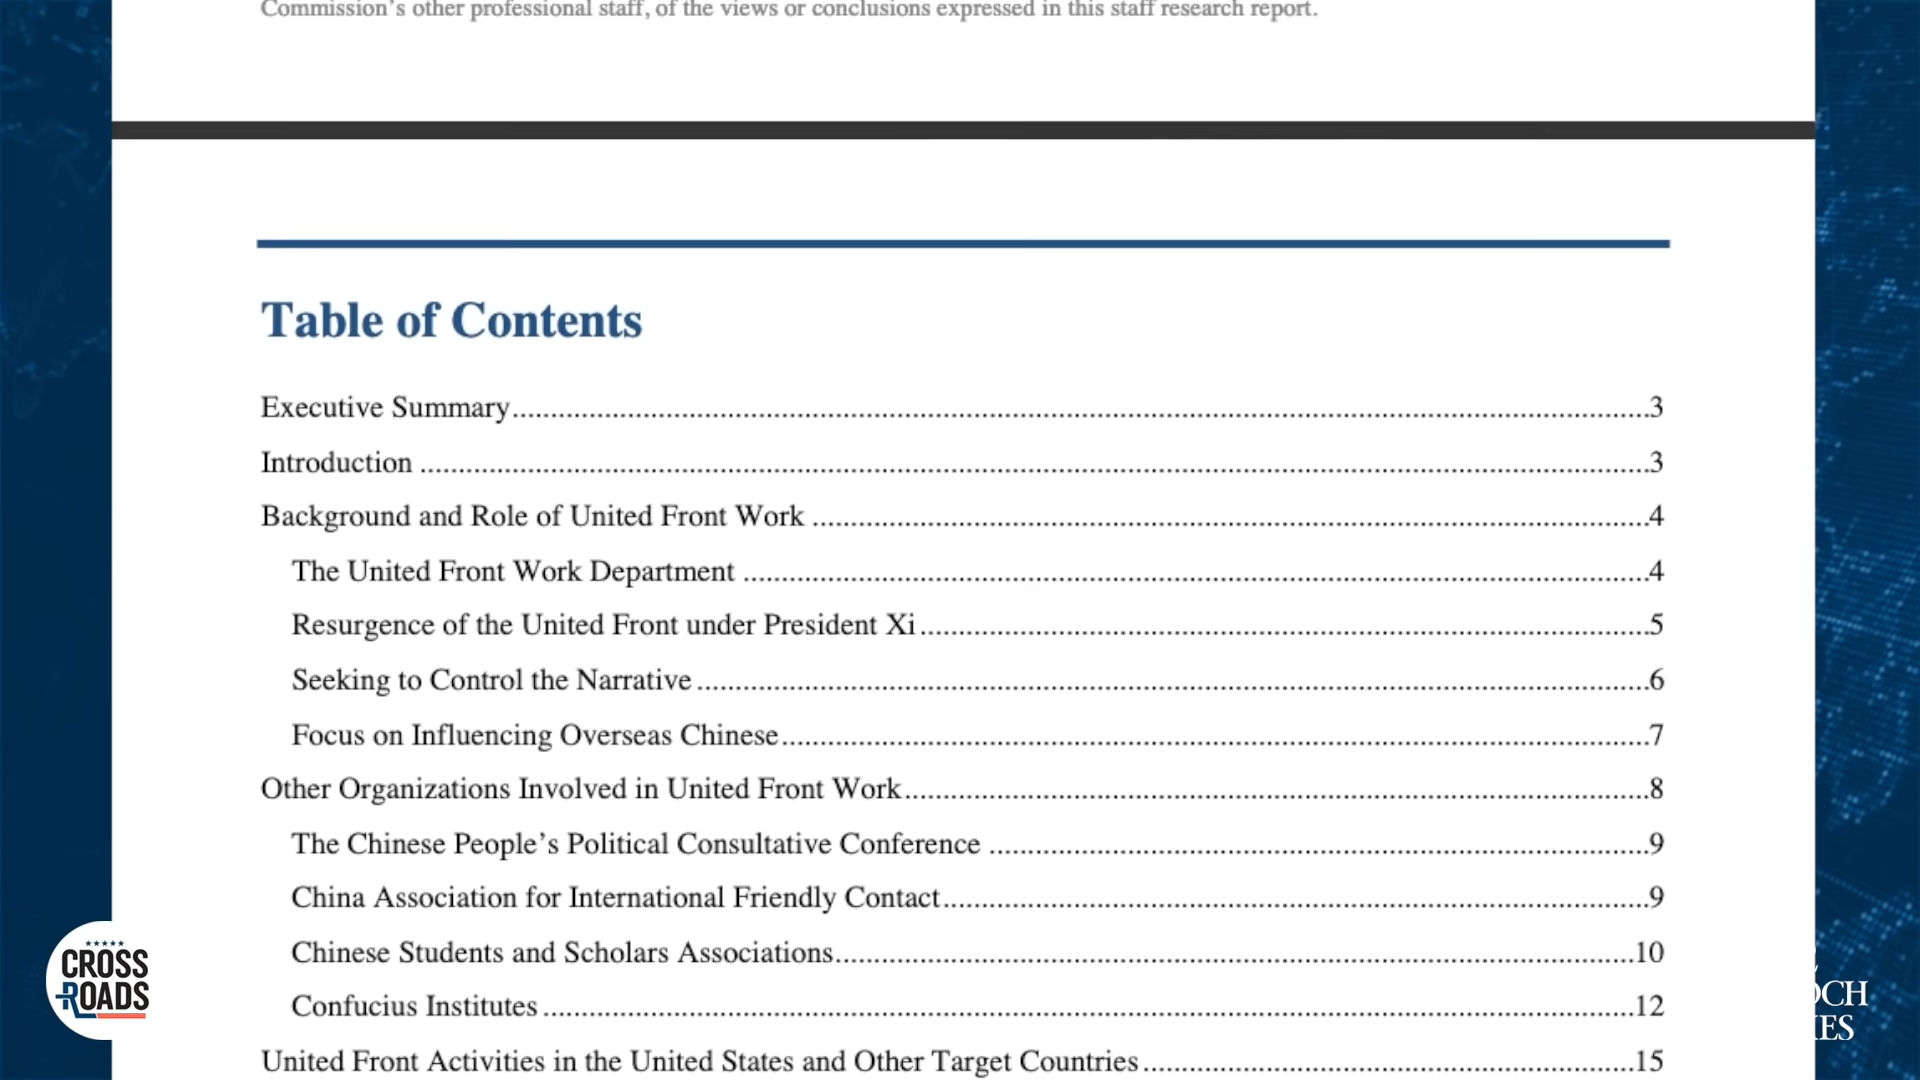 Commission’s other professional staff, of the views or conclusions expressed in this staff research report.
Table of Contents
Executive Summary.......3
Introduction.......3
Background and Role of United Front Work.......4
The United Front Work Department.......4
Resurgence of the United Front under President Xi.......5
Seeking to Control the Narrative.......6
Focus on Influencing Overseas Chinese.......7
Other Organizations Involved in United Front Work.......8
The Chinese People’s Political Consultative Conference.......9
China Association for International Friendly Contact.......9
Chinese Students and Scholars Associations.......10
Confucius Institutes.......12
United Front Activities in the United States and Other Target Countries.......15
CROSS
ROADS